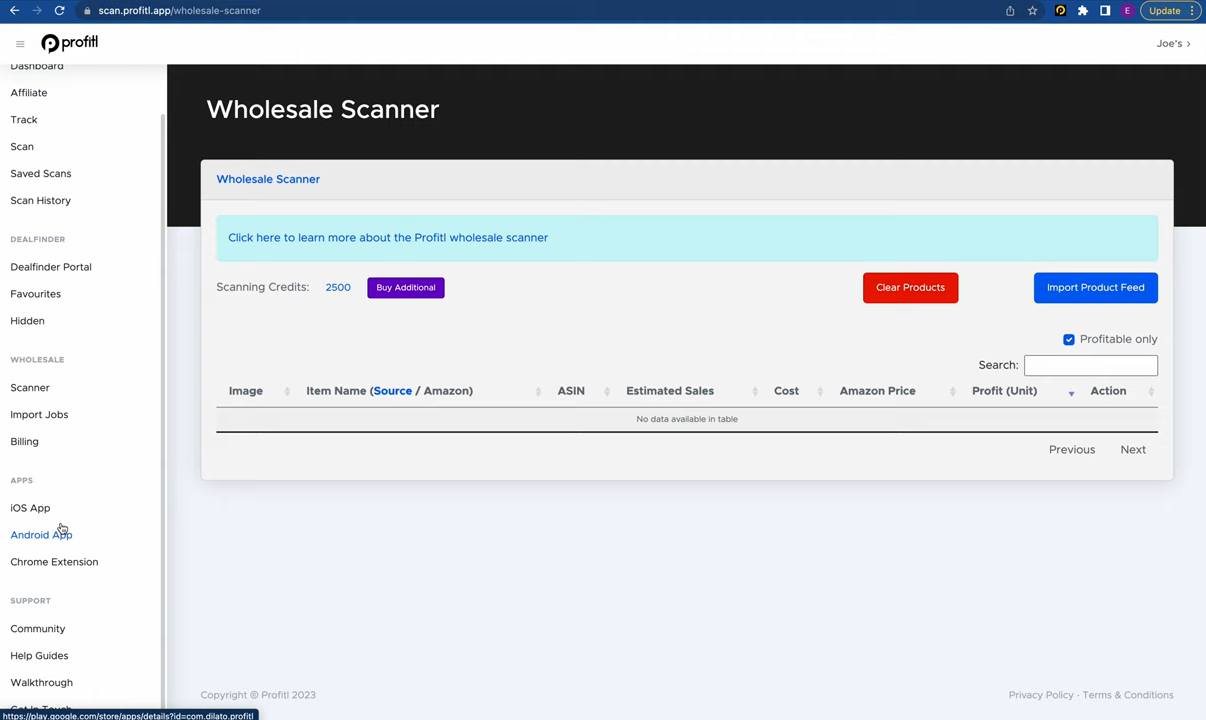 scan.profitl.app/wholesale-scanner
E
Update
profitl
Joe's
Dashboard
Affiliate
Track
Scan
Saved Scans
Scan History
DEALFINDER
Dealfinder Portal
Favourites
Hidden
WHOLESALE
Scanner
Import Jobs
Billing
APPS
iOS App
Android App
Chrome Extension
SUPPORT
Community
Help Guides
Walkthrough
Get In Touch
https://play.google.com/store/apps/details?id=com.dilato.profitl
Wholesale Scanner
Wholesale Scanner
Click here to learn more about the Profitl wholesale scanner
Scanning Credits: 2500 Buy Additional Clear Products Import Product Feed
Profitable only
Search:
Image Item Name (Source / Amazon) ASIN Estimated Sales Cost Amazon Price Profit (Unit) Action
No data available in table
Previous Next
Copyright © Profitl 2023 Privacy Policy · Terms & Conditions